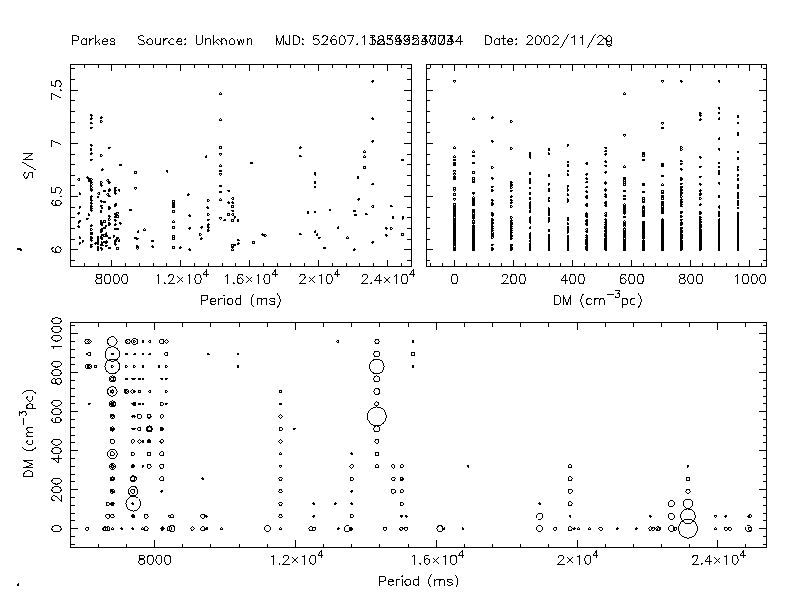 Parkes Source: Unknown MJD: Date: 2002/11/29
S/N
7.5
7
6.5
6
8000 1.2×10⁴ 1.6×10⁴ 2×10⁴ 2.4×10⁴
Period (ms)
0 200 400 600 800 1000
DM (cm⁻³pc)
DM (cm⁻³pc)
1000
800
600
400
200
0
8000 1.2×10⁴ 1.6×10⁴ 2×10⁴ 2.4×10⁴
Period (ms)